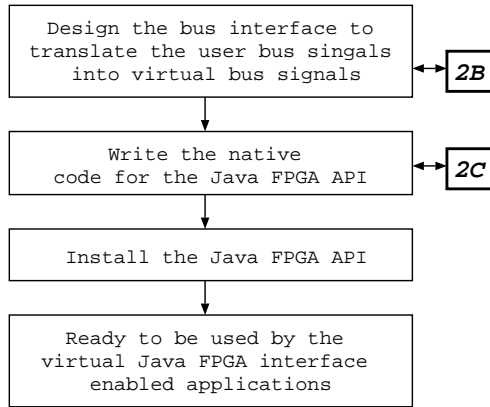 Design the bus interface to
translate the user bus singals
into virtual bus signals
2B
Write the native
code for the Java FPGA API
2C
Install the Java FPGA API
Ready to be used by the
virtual Java FPGA interface
enabled applications